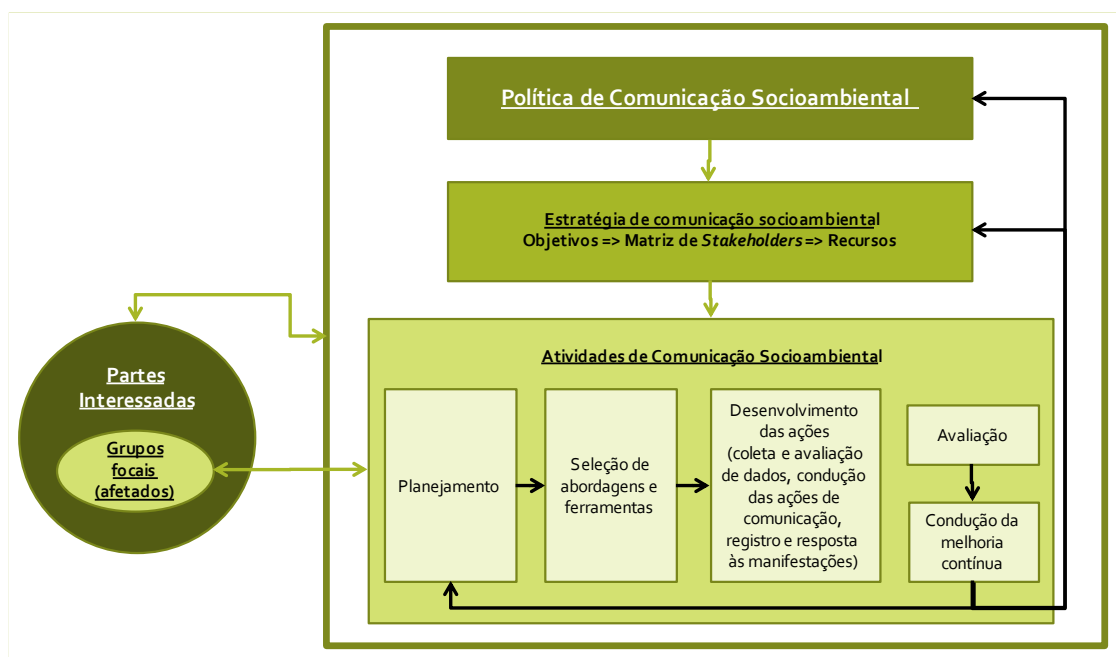 Política de Comunicação Socioambiental
Estratégia de comunicação socioambiental
Objetivos => Matriz de Stakeholders => Recursos
Partes
Interessadas
Grupos
focais
(afetados)
Atividades de Comunicação Socioambiental
Planejamento
Seleção de
abordagens e
ferramentas
Desenvolvimento
das ações
(coleta e avaliação
de dados, condução
das ações de
comunicação,
registro e resposta
às manifestações)
Avaliação
Condução da
melhoria
contínua